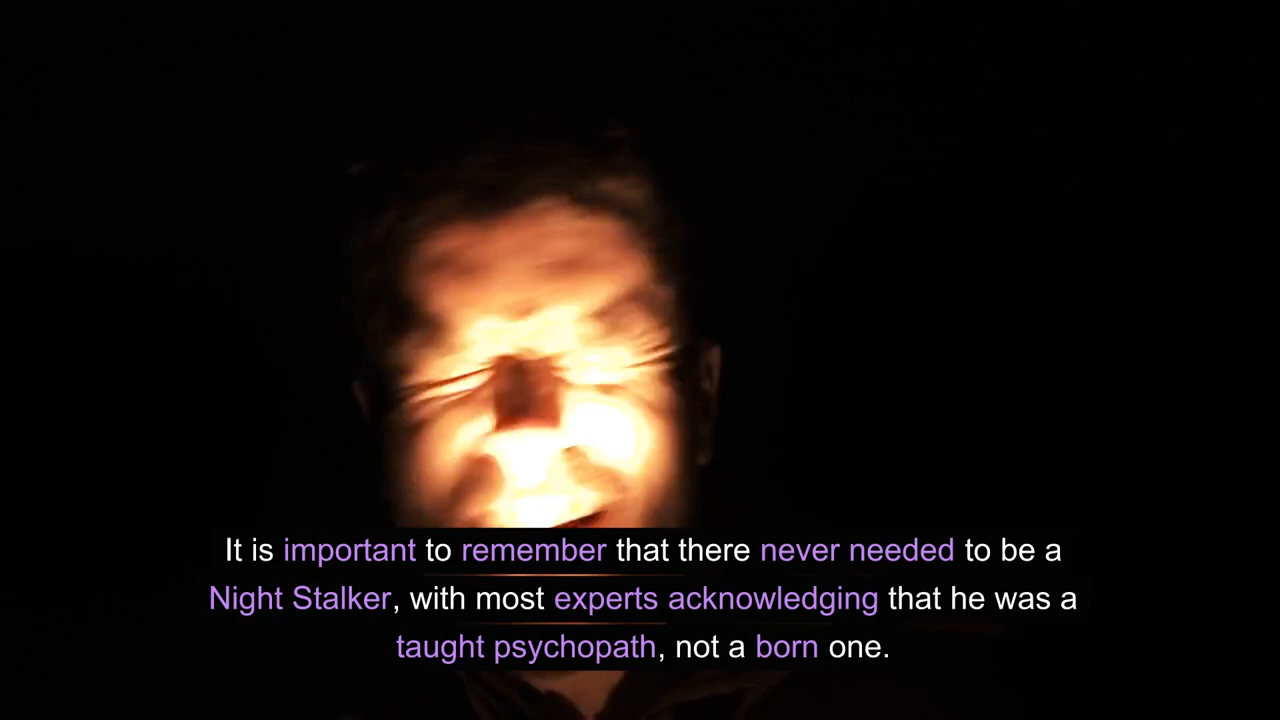 It is important to remember that there never needed to be a
Night Stalker, with most experts acknowledging that he was a
taught psychopath, not a born one.